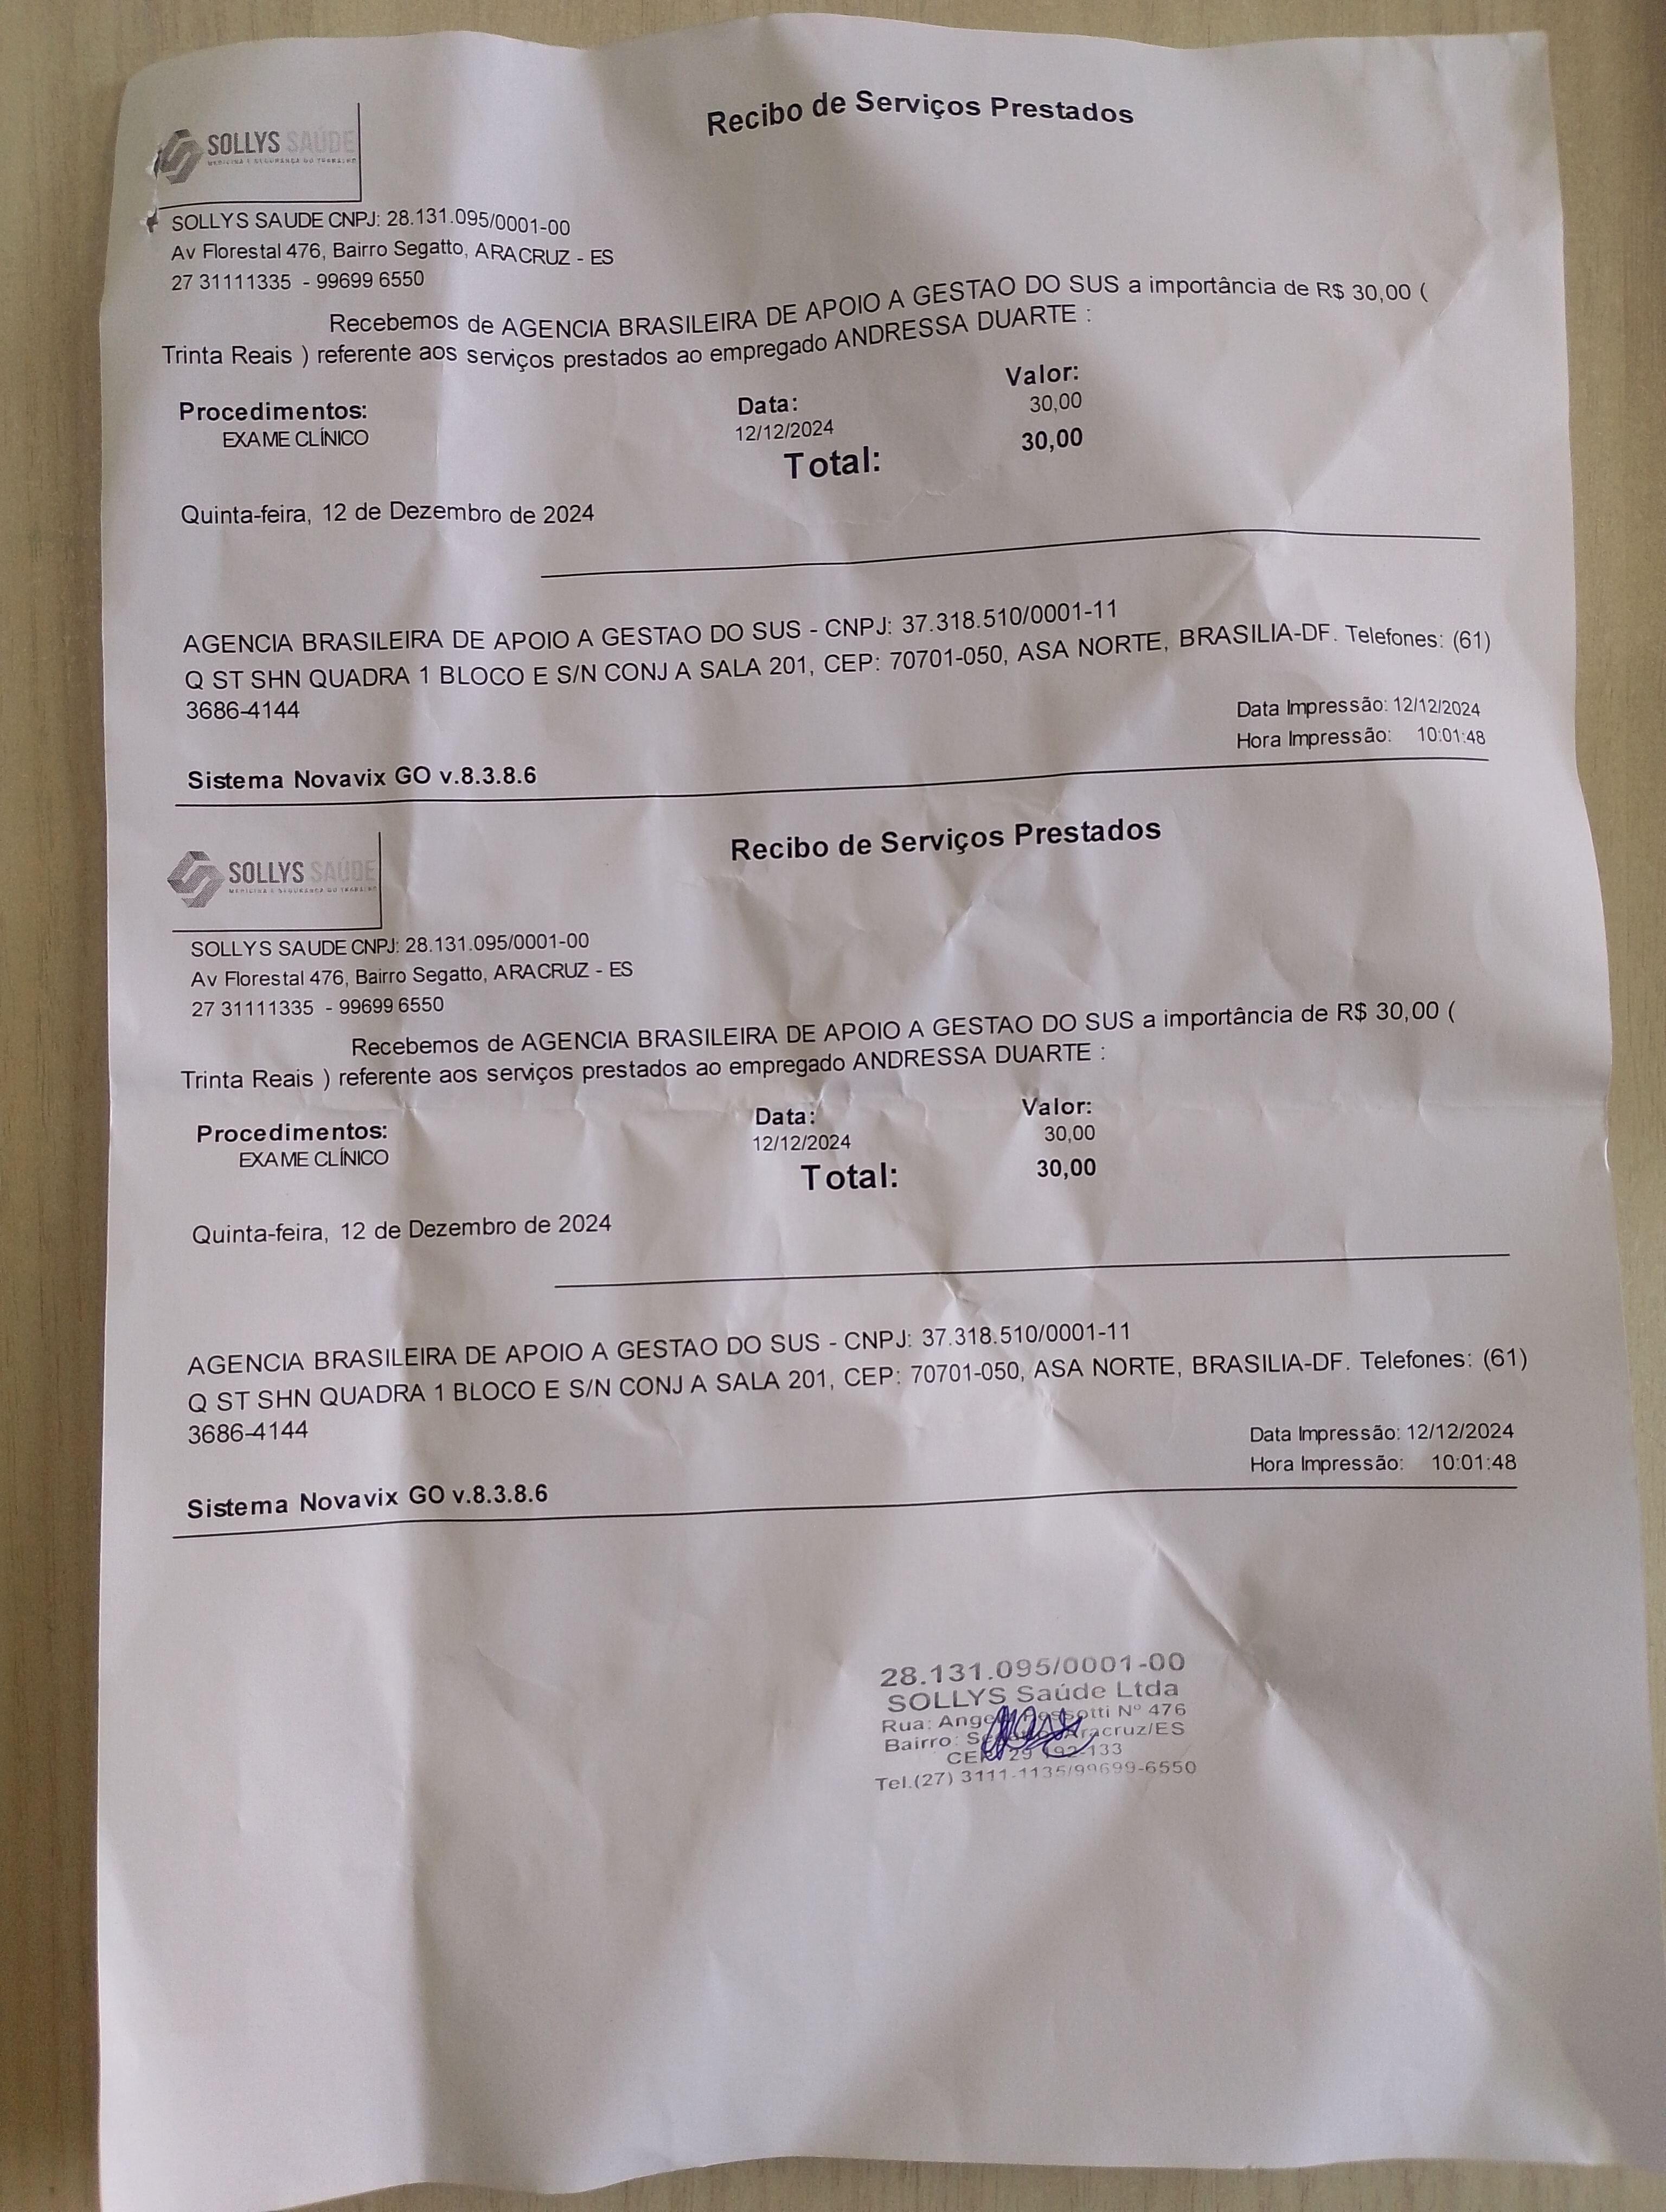 Recibo de Serviços Prestados
SOLLYS SAÚDE
MEDICINA E SEGURANÇA DO TRABALHO
SOLLYS SAUDE CNPJ: 28.131.095/0001-00
Av Florestal 476, Bairro Segatto, ARACRUZ - ES
27 31111335 - 99699 6550
Recebemos de AGENCIA BRASILEIRA DE APOIO A GESTAO DO SUS a importância de R$ 30,00 (
Trinta Reais ) referente aos serviços prestados ao empregado ANDRESSA DUARTE :
Procedimentos: Data: Valor:
EXAME CLÍNICO 12/12/2024 30,00
Total: 30,00
Quinta-feira, 12 de Dezembro de 2024
AGENCIA BRASILEIRA DE APOIO A GESTAO DO SUS - CNPJ: 37.318.510/0001-11
Q ST SHN QUADRA 1 BLOCO E S/N CONJ A SALA 201, CEP: 70701-050, ASA NORTE, BRASILIA-DF. Telefones: (61)
3686-4144
Data Impressão: 12/12/2024
Hora Impressão: 10:01:48
Sistema Novavix GO v.8.3.8.6
Recibo de Serviços Prestados
SOLLYS SAÚDE
MEDICINA E SEGURANÇA DO TRABALHO
SOLLYS SAUDE CNPJ: 28.131.095/0001-00
Av Florestal 476, Bairro Segatto, ARACRUZ - ES
27 31111335 - 99699 6550
Recebemos de AGENCIA BRASILEIRA DE APOIO A GESTAO DO SUS a importância de R$ 30,00 (
Trinta Reais ) referente aos serviços prestados ao empregado ANDRESSA DUARTE :
Procedimentos: Data: Valor:
EXAME CLÍNICO 12/12/2024 30,00
Total: 30,00
Quinta-feira, 12 de Dezembro de 2024
AGENCIA BRASILEIRA DE APOIO A GESTAO DO SUS - CNPJ: 37.318.510/0001-11
Q ST SHN QUADRA 1 BLOCO E S/N CONJ A SALA 201, CEP: 70701-050, ASA NORTE, BRASILIA-DF. Telefones: (61)
3686-4144
Data Impressão: 12/12/2024
Hora Impressão: 10:01:48
Sistema Novavix GO v.8.3.8.6
28.131.095/0001-00
SOLLYS Saúde Ltda
Rua: Nº 476
Bairro: Aracruz/ES
Tel.(27) 3111-1135/99699-6550